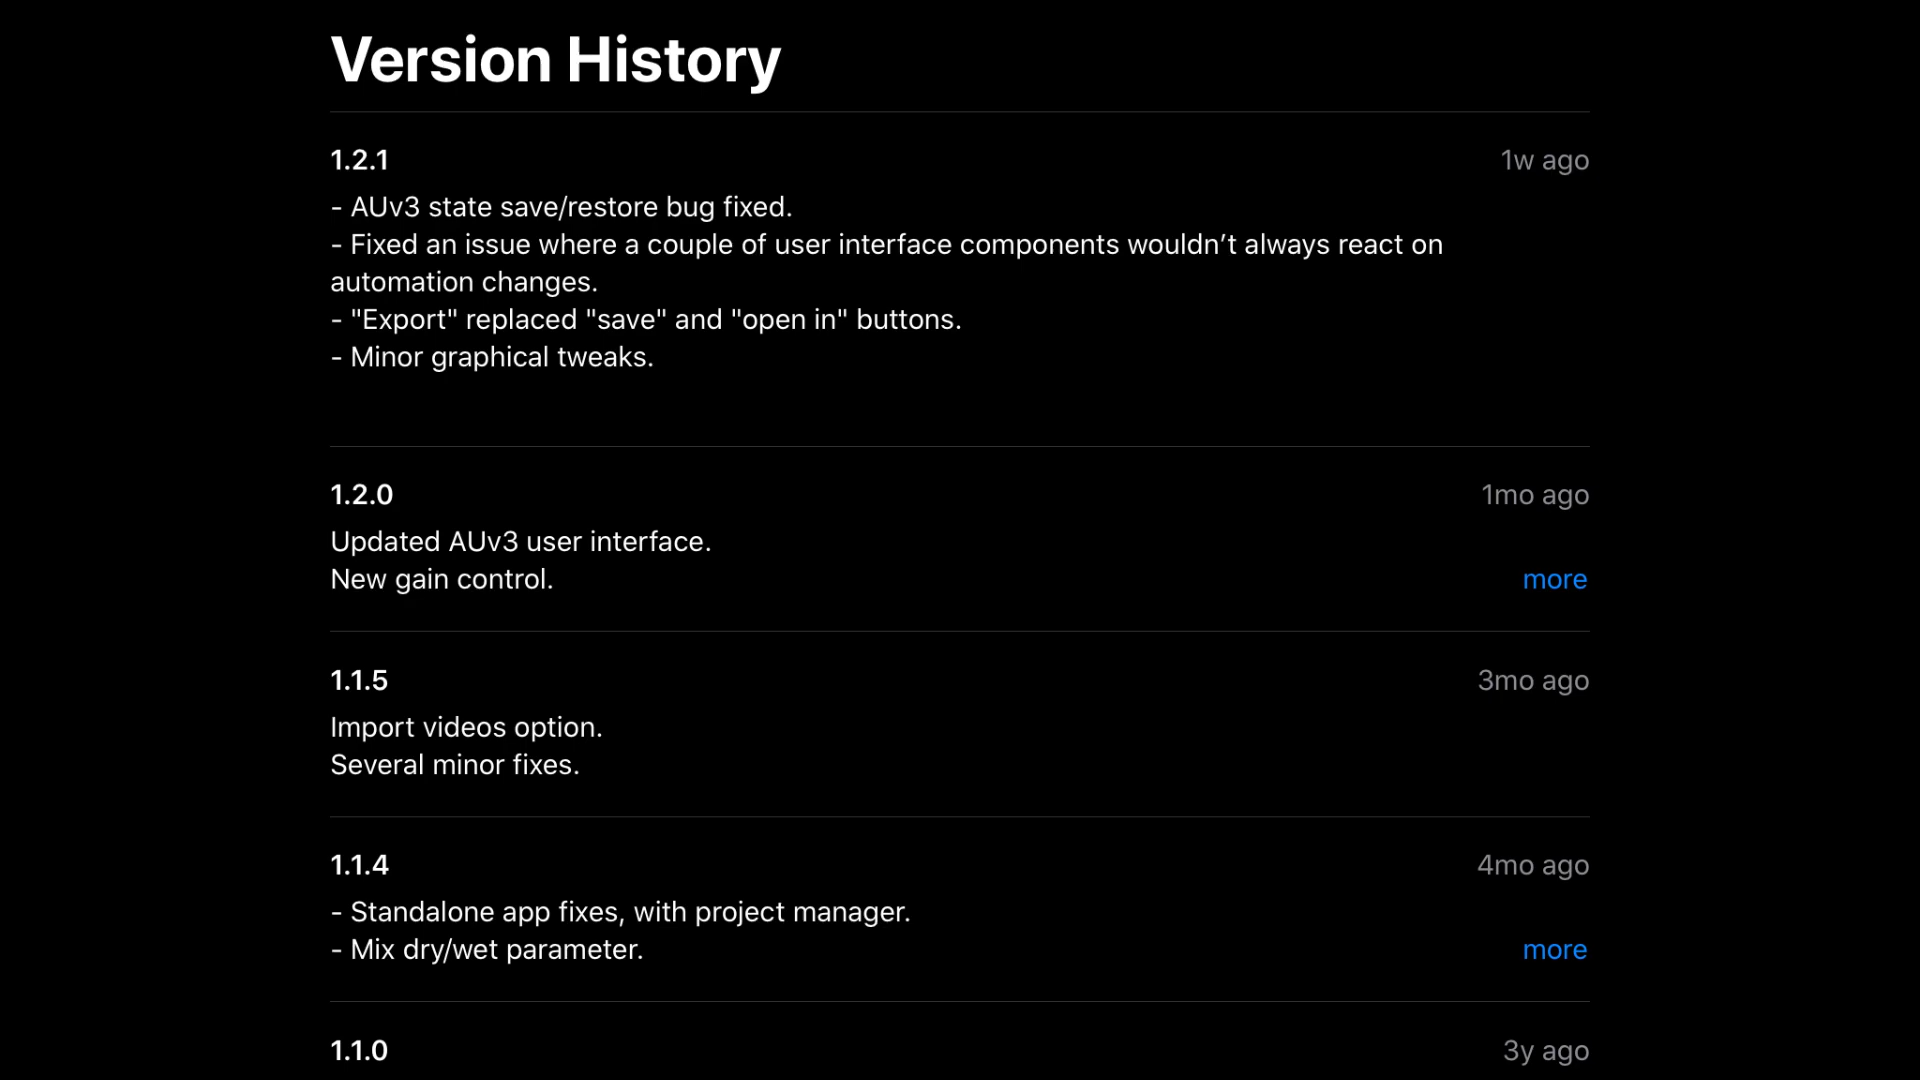 Version History
1.2.1
1w ago
- AUv3 state save/restore bug fixed.
- Fixed an issue where a couple of user interface components wouldn’t always react on
automation changes.
- "Export" replaced "save" and "open in" buttons.
- Minor graphical tweaks.
1.2.0
1mo ago
Updated AUv3 user interface.
New gain control.
more
1.1.5
3mo ago
Import videos option.
Several minor fixes.
1.1.4
4mo ago
- Standalone app fixes, with project manager.
- Mix dry/wet parameter.
more
1.1.0
3y ago